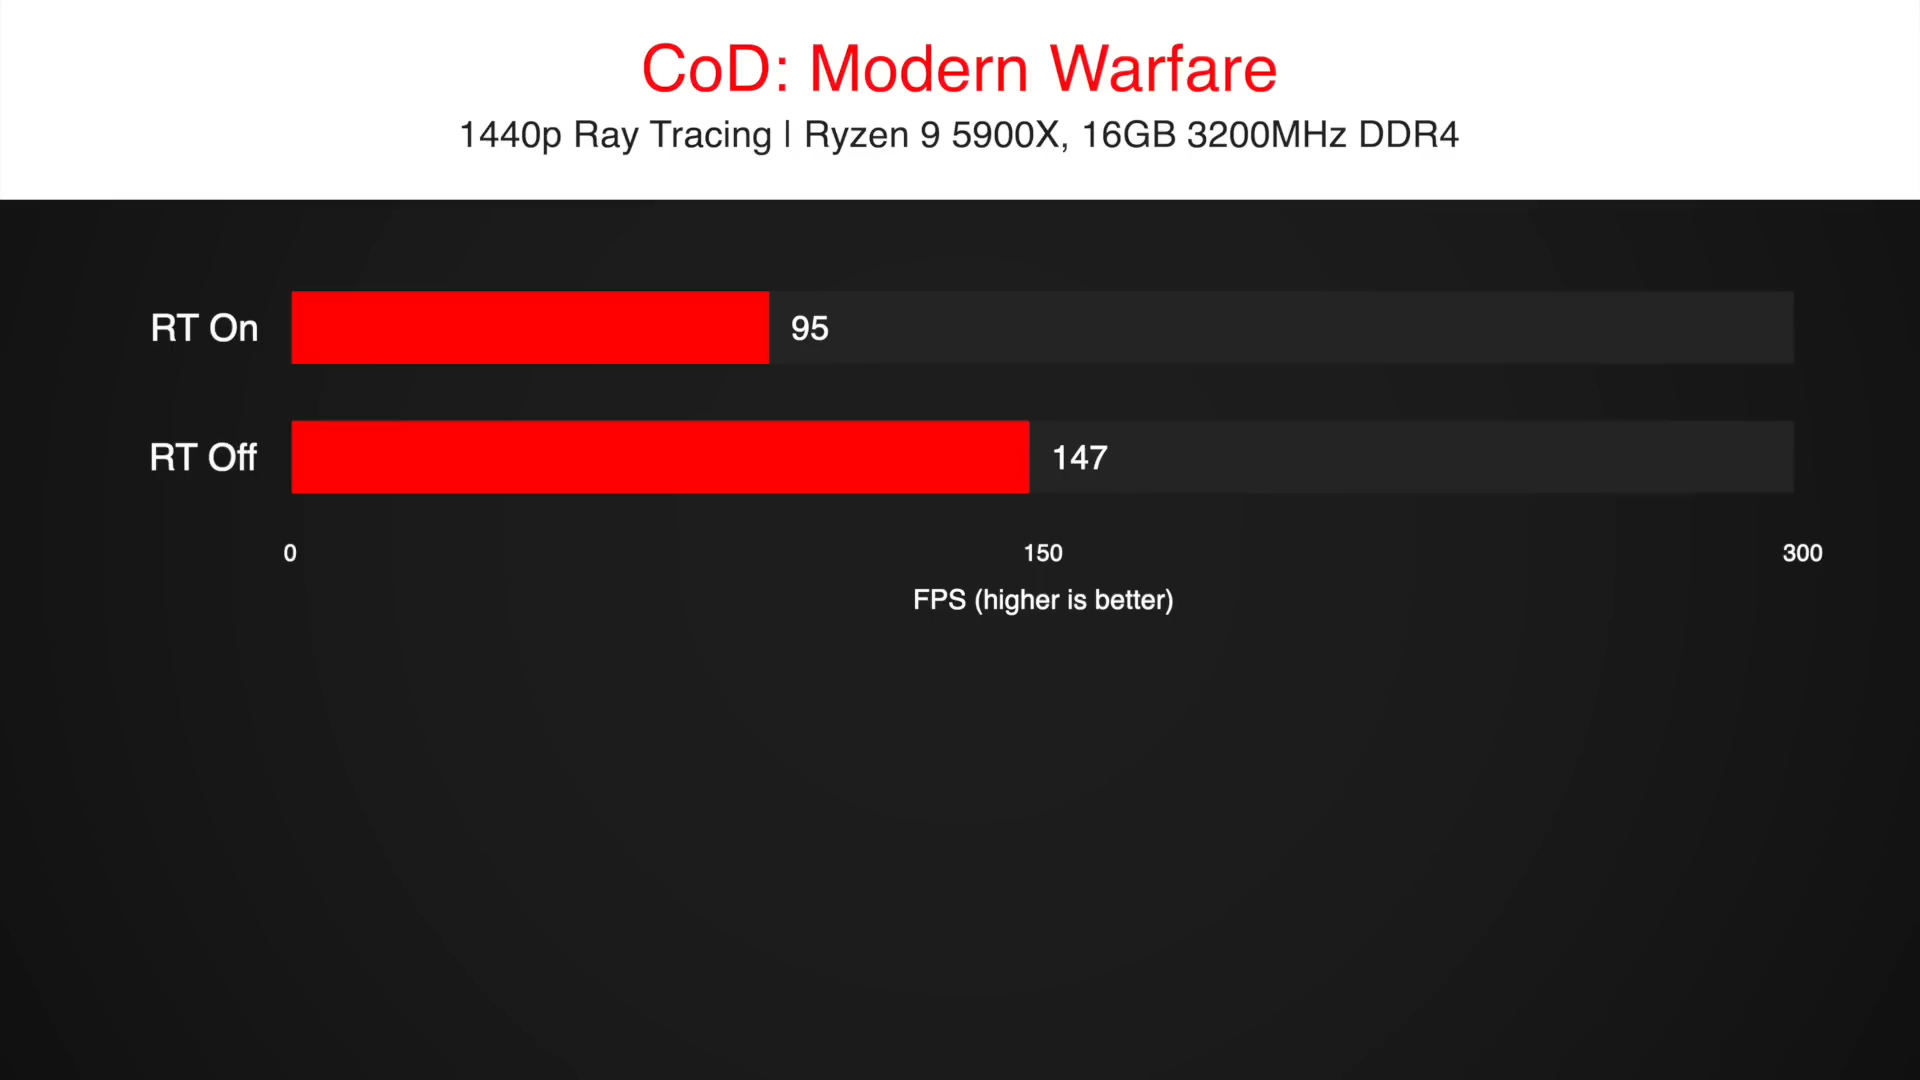 CoD: Modern Warfare
1440p Ray Tracing | Ryzen 9 5900X, 16GB 3200MHz DDR4
RT On 95
RT Off 147
0 150 300
FPS (higher is better)